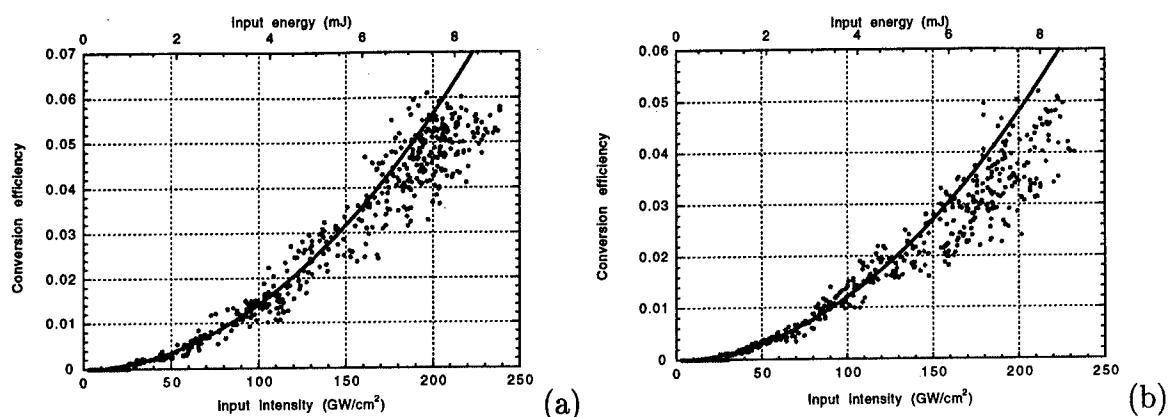 Input energy (mJ)
0 2 4 6 8
0.07
0.06
0.05
0.04
0.03
0.02
0.01
0
Conversion efficiency
0 50 100 150 200 250
Input intensity (GW/cm²)
(a)
Input energy (mJ)
0 2 4 6 8
0.06
0.05
0.04
0.03
0.02
0.01
0
Conversion efficiency
0 50 100 150 200 250
Input intensity (GW/cm²)
(b)